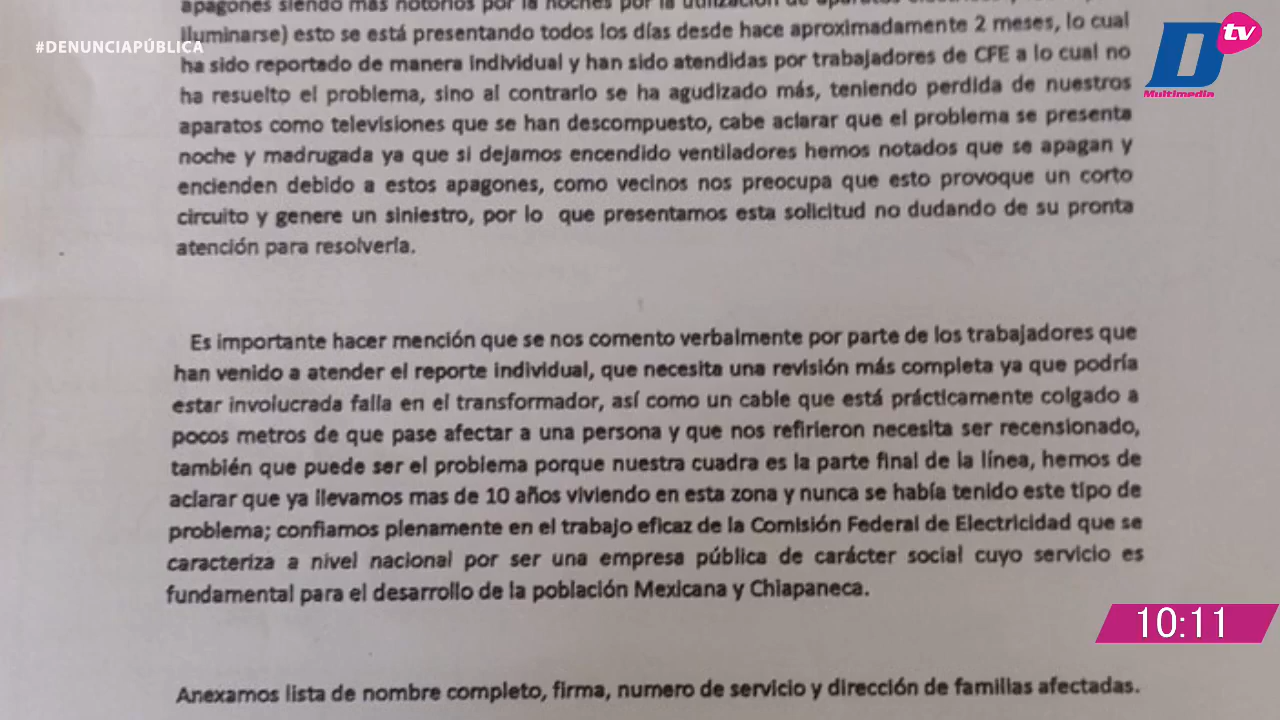 apagones siendo más notorios por la noches por la utilización de aparatos
#DENUNCIAPÚBLICA
iluminarse) esto se está presentando todos los días desde hace aproximadamente 2 meses, lo cual
ha sido reportado de manera individual y han sido atendidas por trabajadores de CFE a lo cual no
ha resuelto el problema, sino al contrario se ha agudizado más, teniendo perdida de nuestros
aparatos como televisiones que se han descompuesto, cabe aclarar que el problema se presenta
noche y madrugada ya que si dejamos encendido ventiladores hemos notados que se apagan y
encienden debido a estos apagones, como vecinos nos preocupa que esto provoque un corto
circuito y genere un siniestro, por lo que presentamos esta solicitud no dudando de su pronta
atención para resolverla.
Es importante hacer mención que se nos comento verbalmente por parte de los trabajadores que
han venido a atender el reporte individual, que necesita una revisión más completa ya que podría
estar involucrada falla en el transformador, así como un cable que está prácticamente colgado a
pocos metros de que pase afectar a una persona y que nos refirieron necesita ser recensionado,
también que puede ser el problema porque nuestra cuadra es la parte final de la línea, hemos de
aclarar que ya llevamos mas de 10 años viviendo en esta zona y nunca se había tenido este tipo de
problema; confiamos plenamente en el trabajo eficaz de la Comisión Federal de Electricidad que se
caracteriza a nivel nacional por ser una empresa pública de carácter social cuyo servicio es
fundamental para el desarrollo de la población Mexicana y Chiapaneca.
Anexamos lista de nombre completo, firma, numero de servicio y dirección de familias afectadas.
D tv
Multimedia
10:11